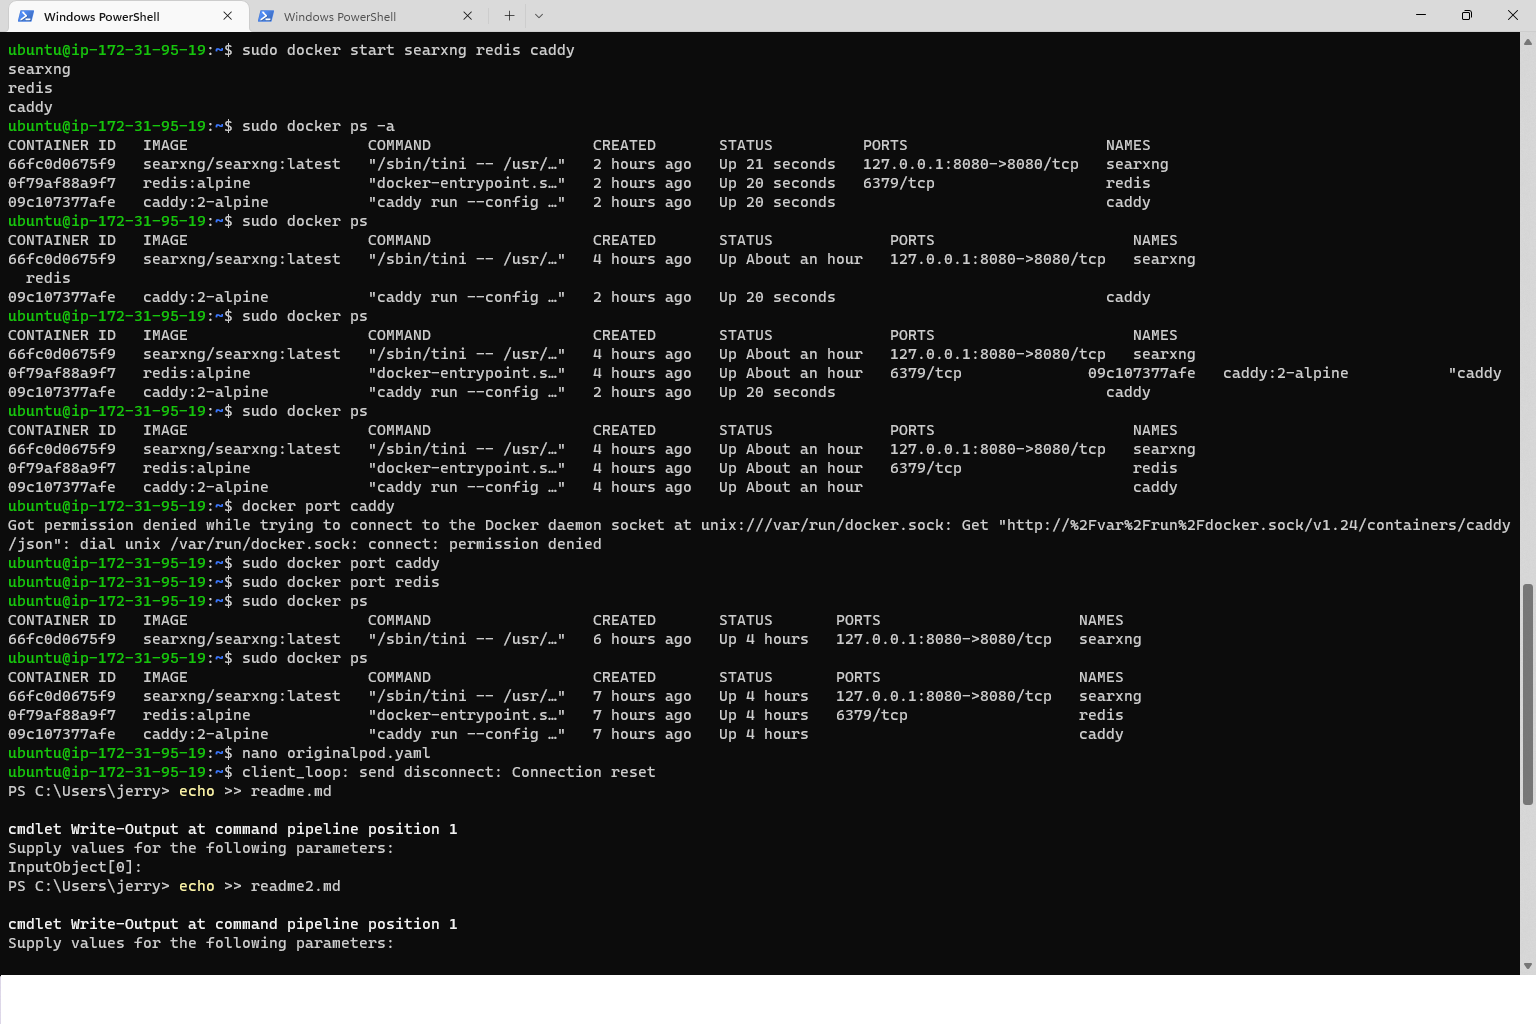 Windows PowerShell
Windows PowerShell
ubuntu@ip-172-31-95-19:~$ sudo docker start searxng redis caddy
searxng
redis
caddy
ubuntu@ip-172-31-95-19:~$ sudo docker ps -a
CONTAINER ID   IMAGE                    COMMAND                  CREATED       STATUS          PORTS                      NAMES
66fc0d0675f9   searxng/searxng:latest   "/sbin/tini -- /usr/…"   2 hours ago   Up 21 seconds   127.0.0.1:8080->8080/tcp   searxng
0f79af88a9f7   redis:alpine             "docker-entrypoint.s…"   2 hours ago   Up 20 seconds   6379/tcp                   redis
09c107377afe   caddy:2-alpine           "caddy run --config …"   2 hours ago   Up 20 seconds                              caddy
ubuntu@ip-172-31-95-19:~$ sudo docker ps
CONTAINER ID   IMAGE                    COMMAND                  CREATED       STATUS             PORTS                      NAMES
66fc0d0675f9   searxng/searxng:latest   "/sbin/tini -- /usr/…"   4 hours ago   Up About an hour   127.0.0.1:8080->8080/tcp   searxng
  redis
09c107377afe   caddy:2-alpine           "caddy run --config …"   2 hours ago   Up 20 seconds                              caddy
ubuntu@ip-172-31-95-19:~$ sudo docker ps
CONTAINER ID   IMAGE                    COMMAND                  CREATED       STATUS             PORTS                      NAMES
66fc0d0675f9   searxng/searxng:latest   "/sbin/tini -- /usr/…"   4 hours ago   Up About an hour   127.0.0.1:8080->8080/tcp   searxng
0f79af88a9f7   redis:alpine             "docker-entrypoint.s…"   4 hours ago   Up About an hour   6379/tcp              09c107377afe   caddy:2-alpine           "caddy
09c107377afe   caddy:2-alpine           "caddy run --config …"   2 hours ago   Up 20 seconds                              caddy
ubuntu@ip-172-31-95-19:~$ sudo docker ps
CONTAINER ID   IMAGE                    COMMAND                  CREATED       STATUS             PORTS                      NAMES
66fc0d0675f9   searxng/searxng:latest   "/sbin/tini -- /usr/…"   4 hours ago   Up About an hour   127.0.0.1:8080->8080/tcp   searxng
0f79af88a9f7   redis:alpine             "docker-entrypoint.s…"   4 hours ago   Up About an hour   6379/tcp                   redis
09c107377afe   caddy:2-alpine           "caddy run --config …"   4 hours ago   Up About an hour                              caddy
ubuntu@ip-172-31-95-19:~$ docker port caddy
Got permission denied while trying to connect to the Docker daemon socket at unix:///var/run/docker.sock: Get "http://%2Fvar%2Frun%2Fdocker.sock/v1.24/containers/caddy
/json": dial unix /var/run/docker.sock: connect: permission denied
ubuntu@ip-172-31-95-19:~$ sudo docker port caddy
ubuntu@ip-172-31-95-19:~$ sudo docker port redis
ubuntu@ip-172-31-95-19:~$ sudo docker ps
CONTAINER ID   IMAGE                    COMMAND                  CREATED       STATUS       PORTS                      NAMES
66fc0d0675f9   searxng/searxng:latest   "/sbin/tini -- /usr/…"   6 hours ago   Up 4 hours   127.0.0.1:8080->8080/tcp   searxng
ubuntu@ip-172-31-95-19:~$ sudo docker ps
CONTAINER ID   IMAGE                    COMMAND                  CREATED       STATUS       PORTS                      NAMES
66fc0d0675f9   searxng/searxng:latest   "/sbin/tini -- /usr/…"   7 hours ago   Up 4 hours   127.0.0.1:8080->8080/tcp   searxng
0f79af88a9f7   redis:alpine             "docker-entrypoint.s…"   7 hours ago   Up 4 hours   6379/tcp                   redis
09c107377afe   caddy:2-alpine           "caddy run --config …"   7 hours ago   Up 4 hours                              caddy
ubuntu@ip-172-31-95-19:~$ nano originalpod.yaml
ubuntu@ip-172-31-95-19:~$ client_loop: send disconnect: Connection reset
PS C:\Users\jerry> echo >> readme.md
cmdlet Write-Output at command pipeline position 1
Supply values for the following parameters:
InputObject[0]:
PS C:\Users\jerry> echo >> readme2.md
cmdlet Write-Output at command pipeline position 1
Supply values for the following parameters: